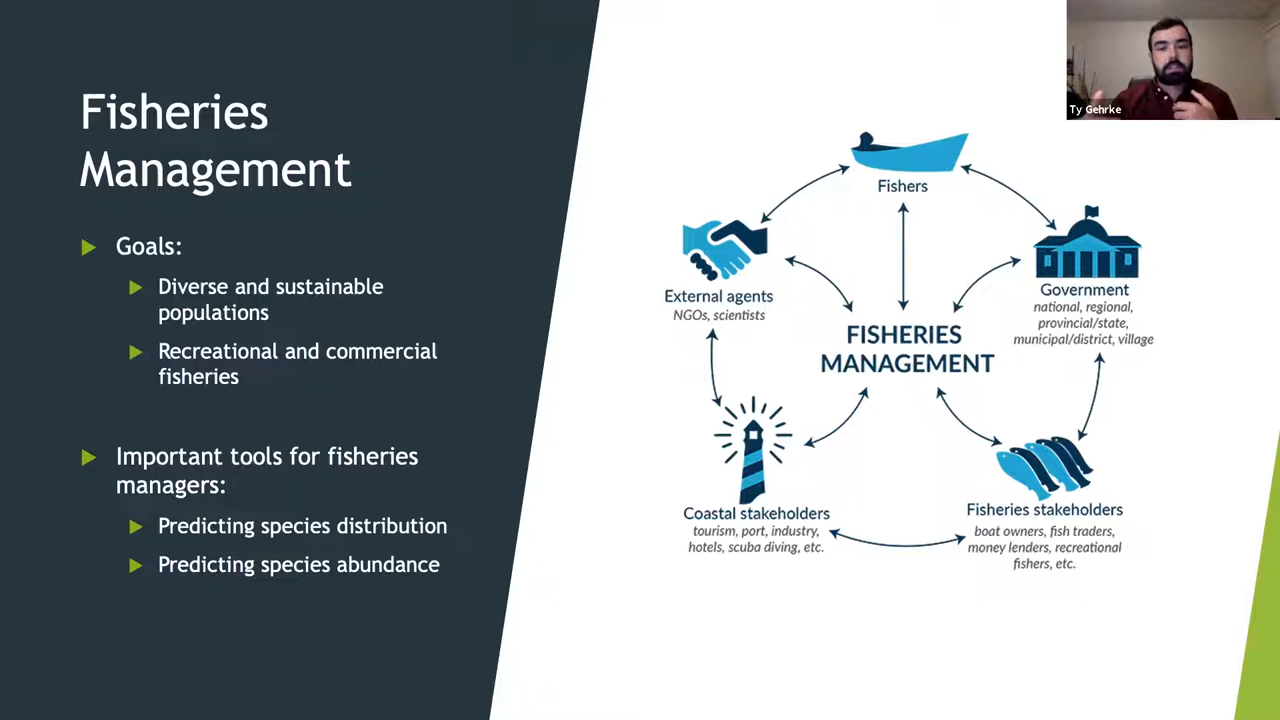 Fisheries
Management
Goals:
Diverse and sustainable
populations
Recreational and commercial
fisheries
Important tools for fisheries
managers:
Predicting species distribution
Predicting species abundance
Ty Gehrke
Fishers
External agents
NGOs, scientists
Government
national, regional,
provincial/state,
municipal/district, village
FISHERIES
MANAGEMENT
Coastal stakeholders
tourism, port, industry,
hotels, scuba diving, etc.
Fisheries stakeholders
boat owners, fish traders,
money lenders, recreational
fishers, etc.